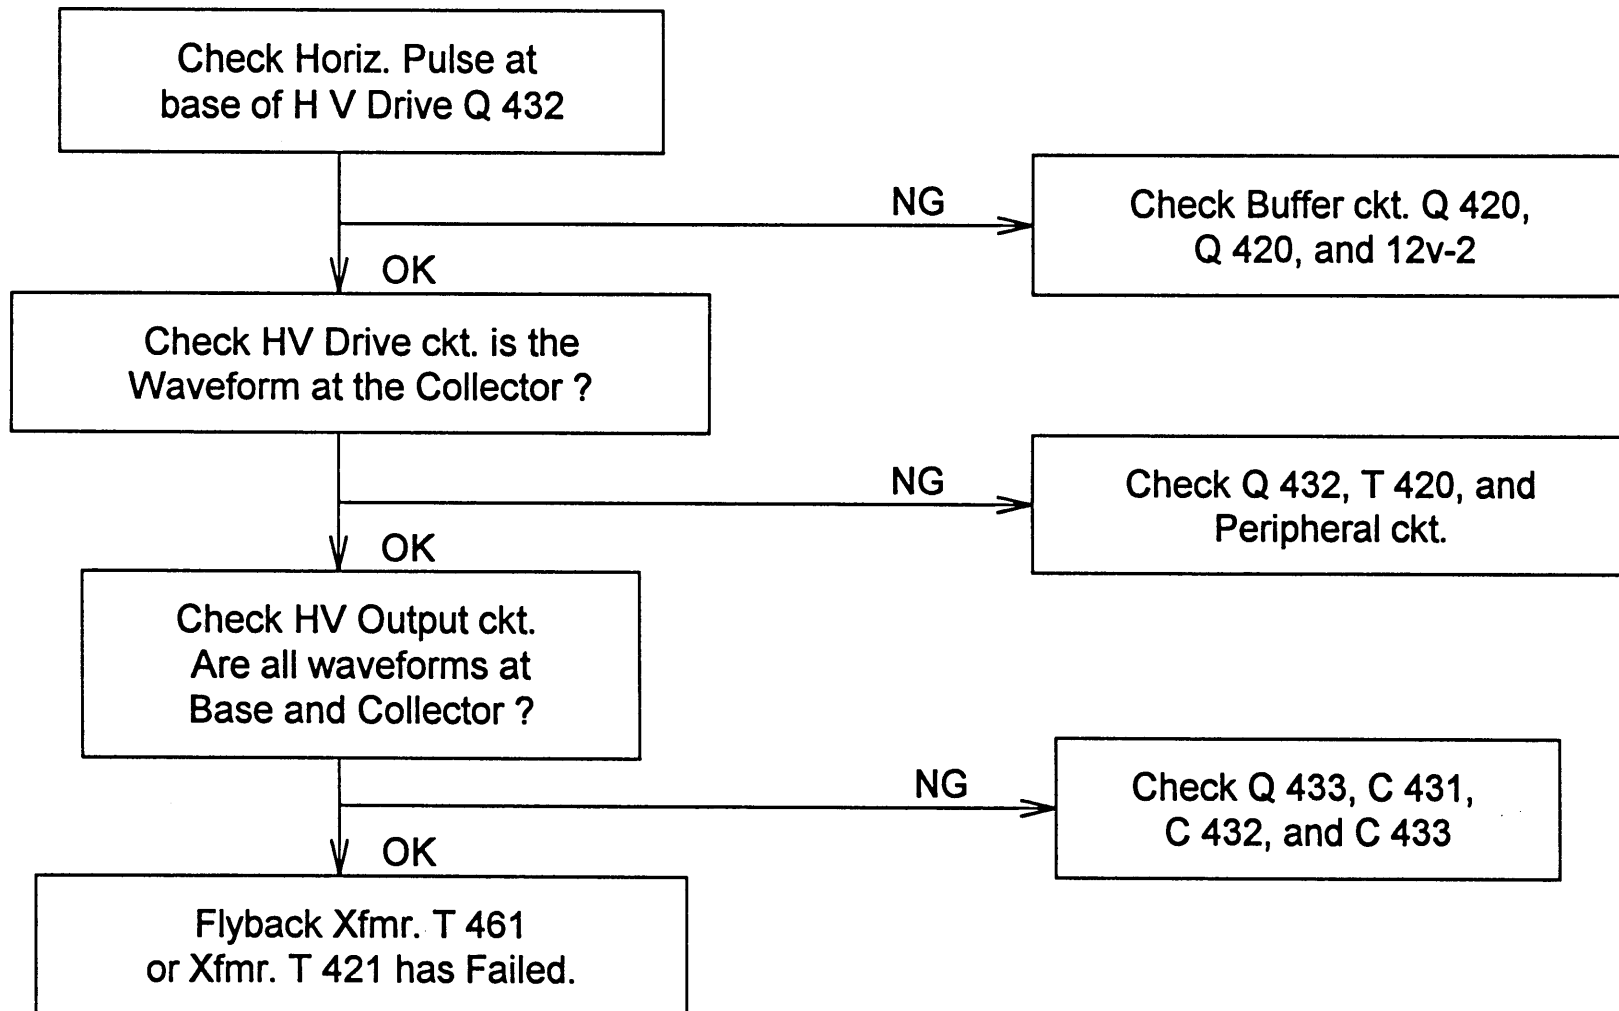 Check Horiz. Pulse at
base of H V Drive Q 432
NG
Check Buffer ckt. Q 420,
Q 420, and 12v-2
OK
Check HV Drive ckt. is the
Waveform at the Collector ?
NG
Check Q 432, T 420, and
Peripheral ckt.
OK
Check HV Output ckt.
Are all waveforms at
Base and Collector ?
NG
Check Q 433, C 431,
C 432, and C 433
OK
Flyback Xfmr. T 461
or Xfmr. T 421 has Failed.